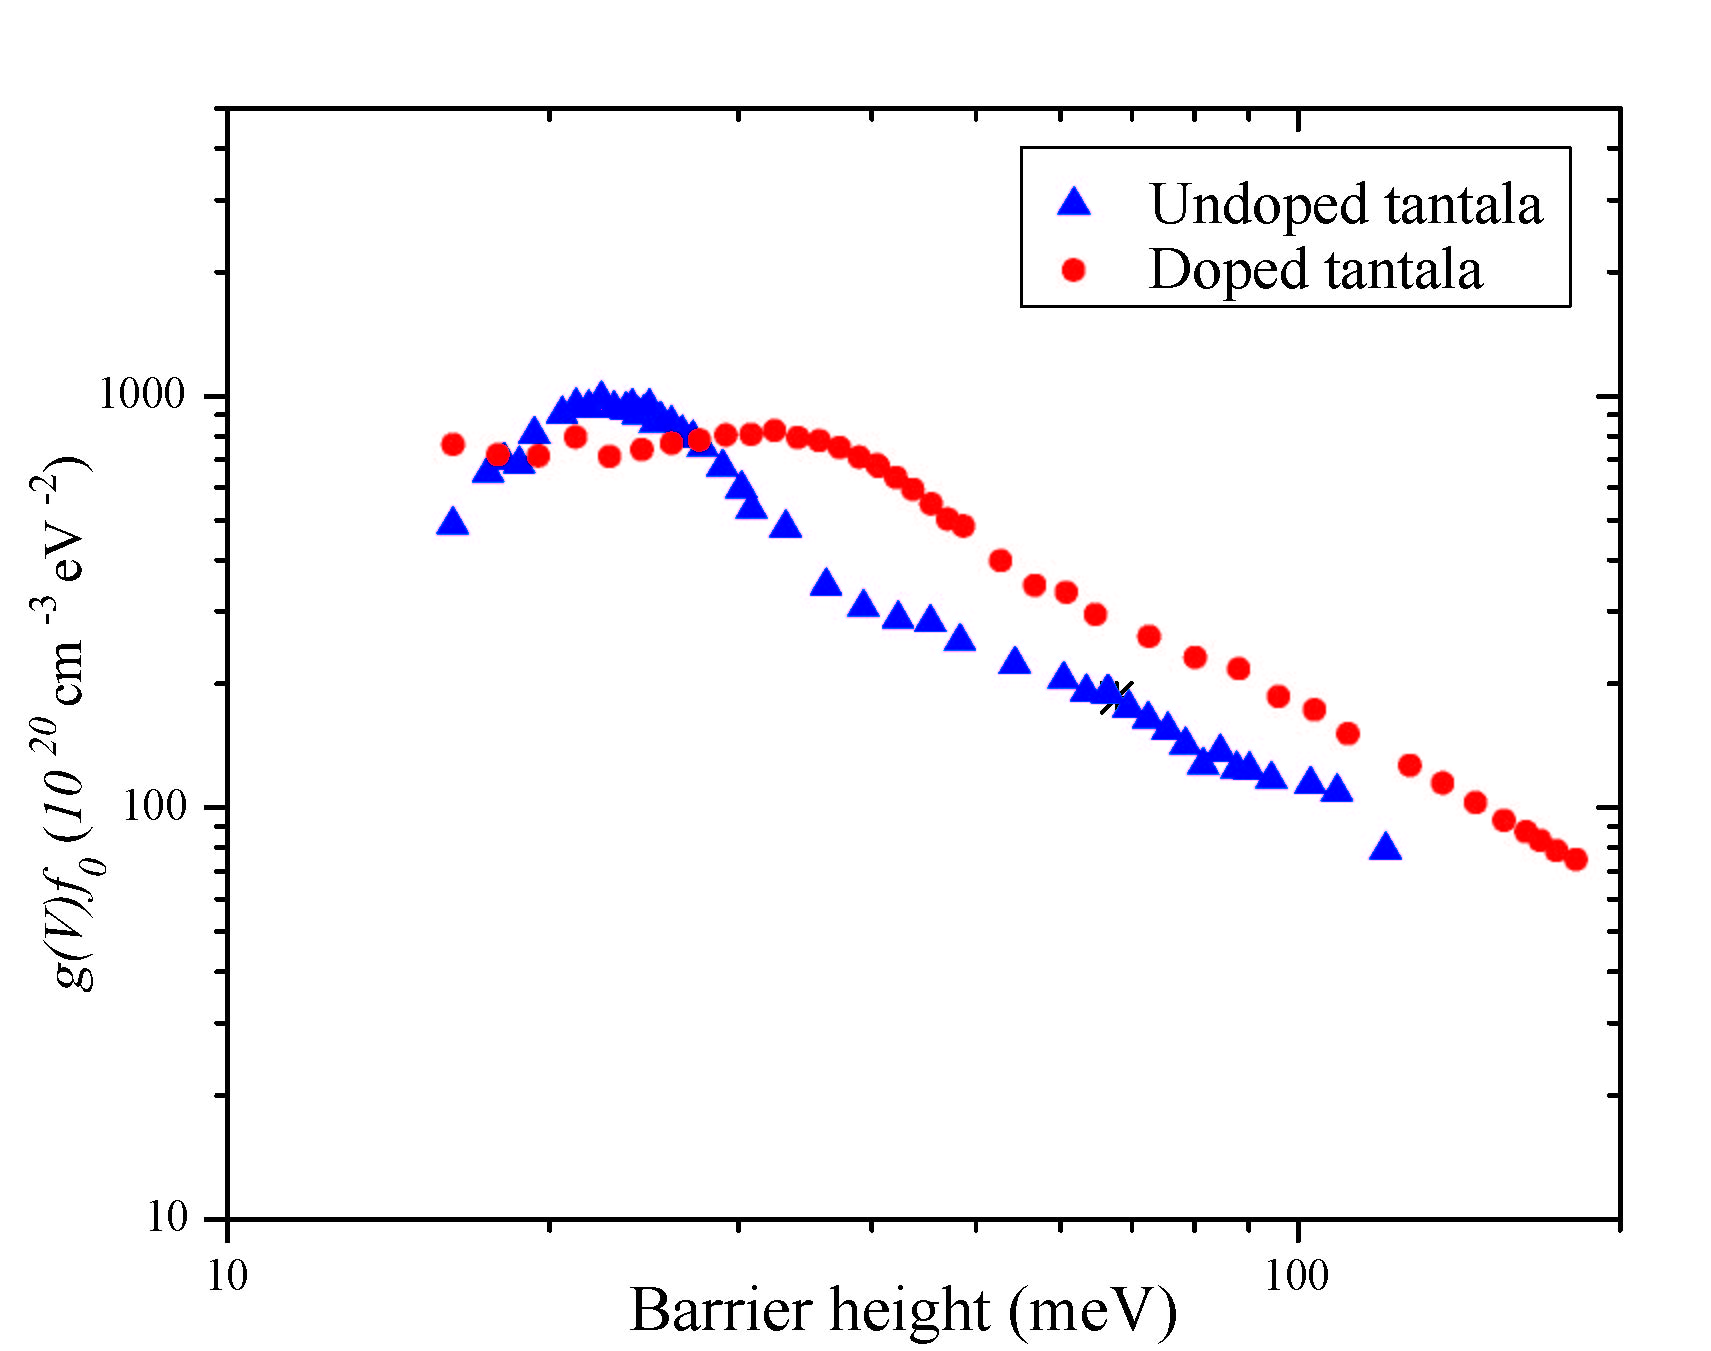 Undoped tantala
Doped tantala
1000
100
10
g(V)f0 (10 20 cm -3 eV -2)
10
100
Barrier height (meV)